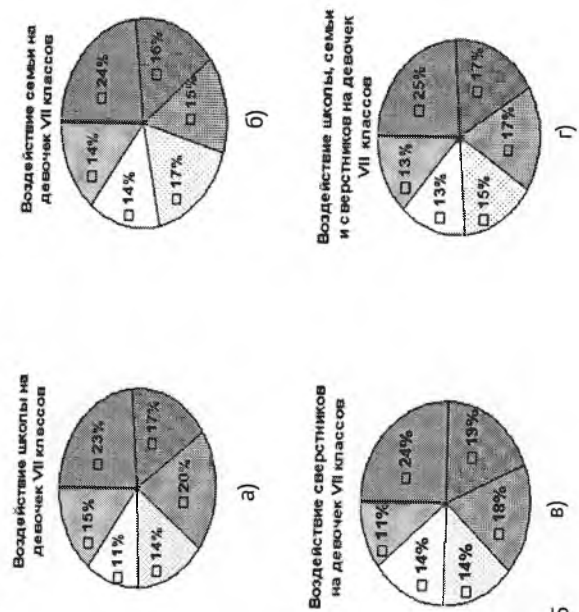 Воздействие школы на
девочек VII классов
□ 15%
□ 23%
□ 11%
□ 17%
□ 14%
□ 20%
а)
Воздействие семьи на
девочек VII классов
□ 14%
□ 24%
□ 14%
□ 16%
□ 17%
□ 15%
б)
Воздействие сверстников
на девочек VII классов
□ 11%
□ 24%
□ 14%
□ 19%
□ 14%
□ 18%
в)
Воздействие школы, семьи
и сверстников на девочек
VII классов
□ 13%
□ 25%
□ 13%
□ 17%
□ 15%
□ 17%
г)